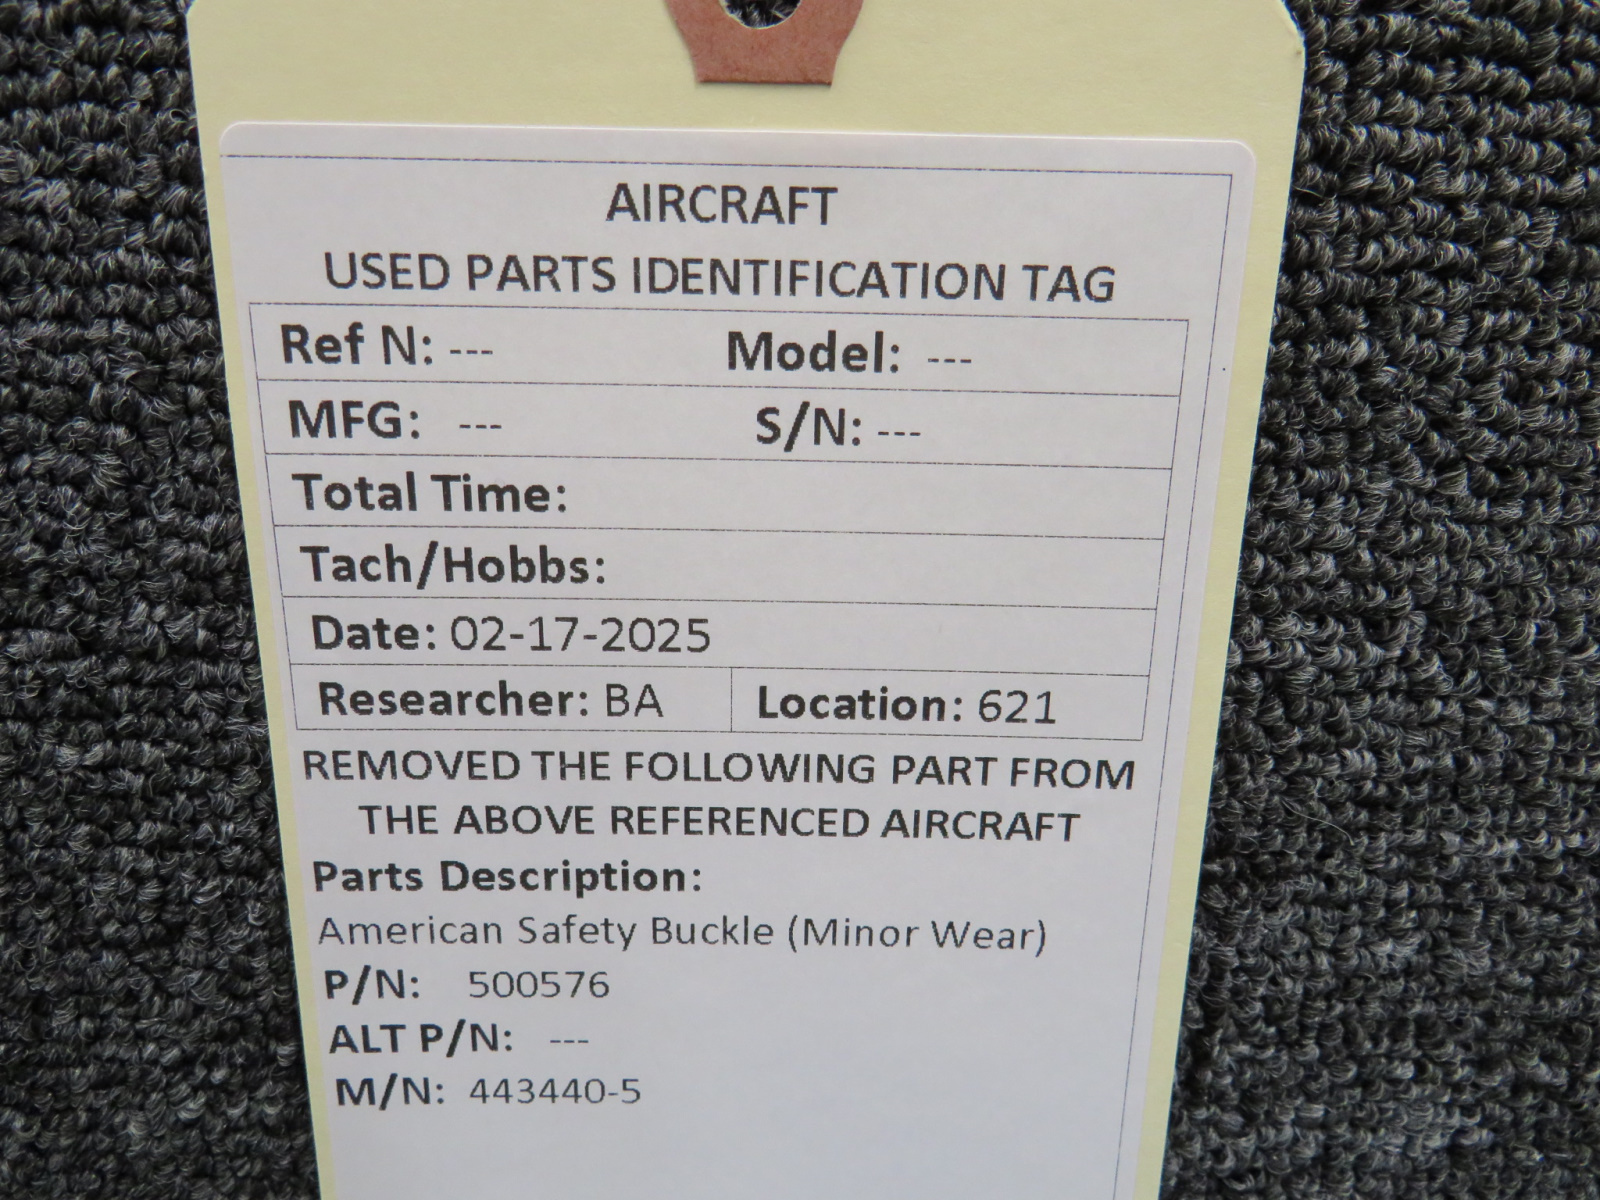 AIRCRAFT
USED PARTS IDENTIFICATION TAG
Ref N: --- Model: ---
MFG: --- S/N: ---
Total Time:
Tach/Hobbs:
Date: 02-17-2025
Researcher: BA Location: 621
REMOVED THE FOLLOWING PART FROM
THE ABOVE REFERENCED AIRCRAFT
Parts Description:
American Safety Buckle (Minor Wear)
P/N: 500576
ALT P/N: ---
M/N: 443440-5